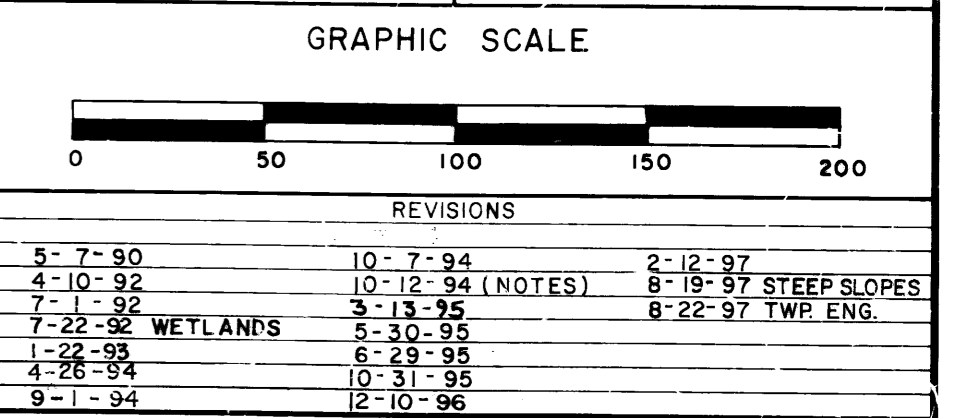 GRAPHIC SCALE
0 50 100 150 200
REVISIONS
5-7-90
4-10-92
7-1-92
7-22-92 WETLANDS
1-22-93
4-26-94
9-1-94
10-7-94
10-12-94 (NOTES)
3-13-95
5-30-95
6-29-95
10-31-95
12-10-96
2-12-97
8-19-97 STEEP SLOPES
8-22-97 TWP. ENG.